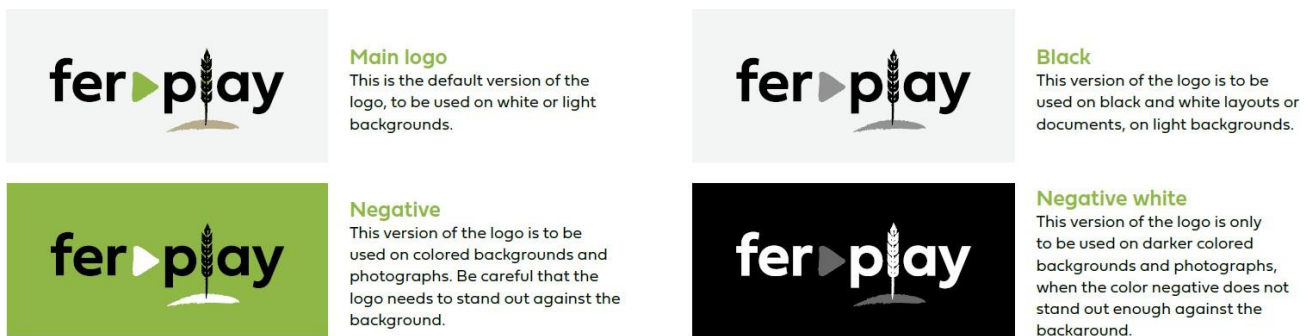 ferplay
Main logo
This is the default version of the
logo, to be used on white or light
backgrounds.
ferplay
Black
This version of the logo is to be
used on black and white layouts or
documents, on light backgrounds.
ferplay
Negative
This version of the logo is to be
used on colored backgrounds and
photographs. Be careful that the
logo needs to stand out against the
background.
ferplay
Negative white
This version of the logo is only
to be used on darker colored
backgrounds and photographs,
when the color negative does not
stand out enough against the
background.